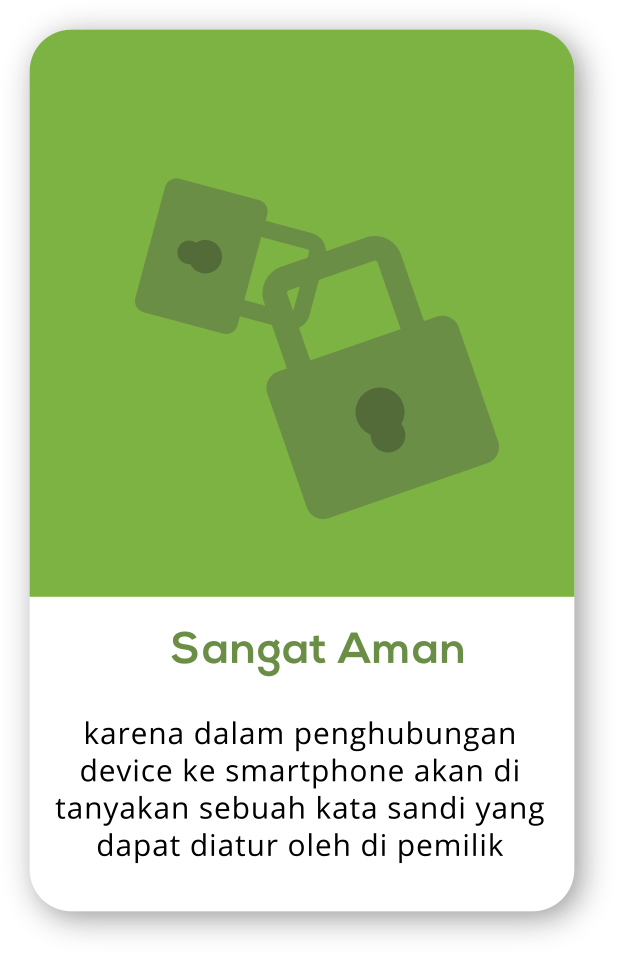 Sangat Aman
karena dalam penghubungan
device ke smartphone akan di
tanyakan sebuah kata sandi yang
dapat diatur oleh di pemilik